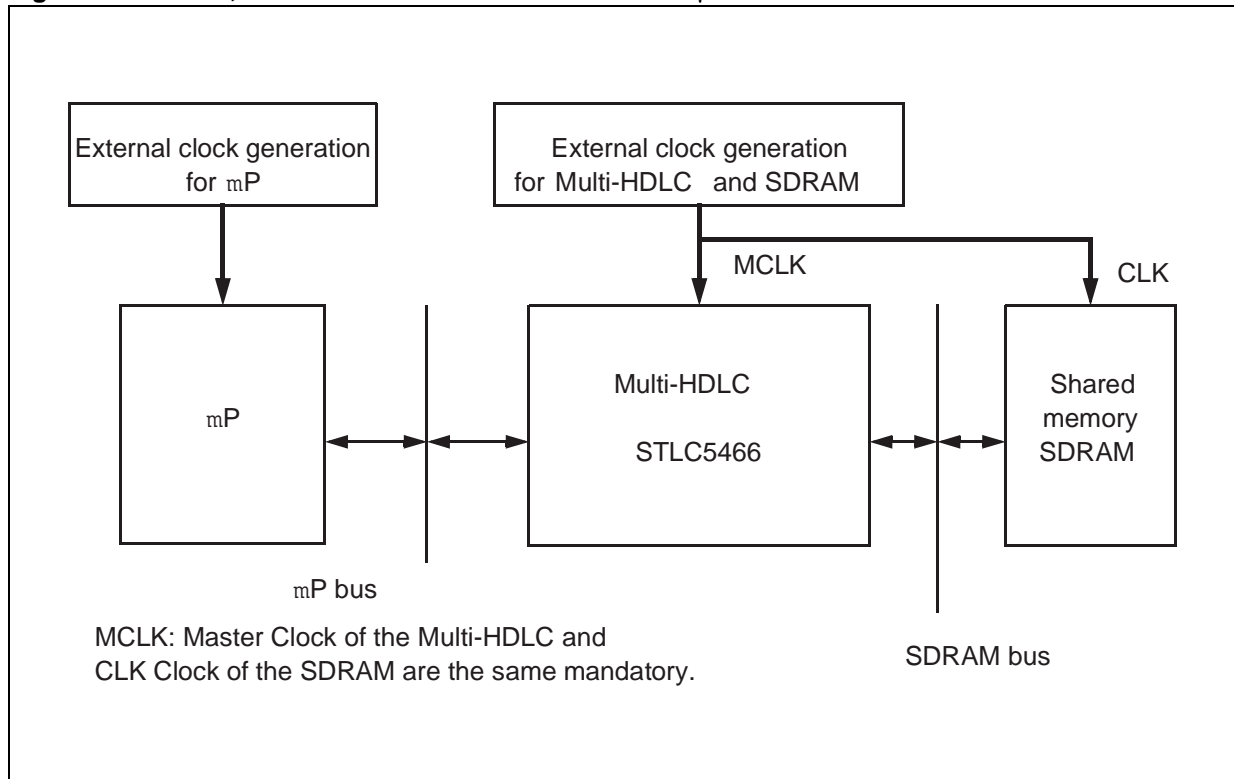 External clock generation
for mP
External clock generation
for Multi-HDLC and SDRAM
MCLK
CLK
mP
Multi-HDLC
STLC5466
Shared
memory
SDRAM
mP bus
SDRAM bus
MCLK: Master Clock of the Multi-HDLC and
CLK Clock of the SDRAM are the same mandatory.